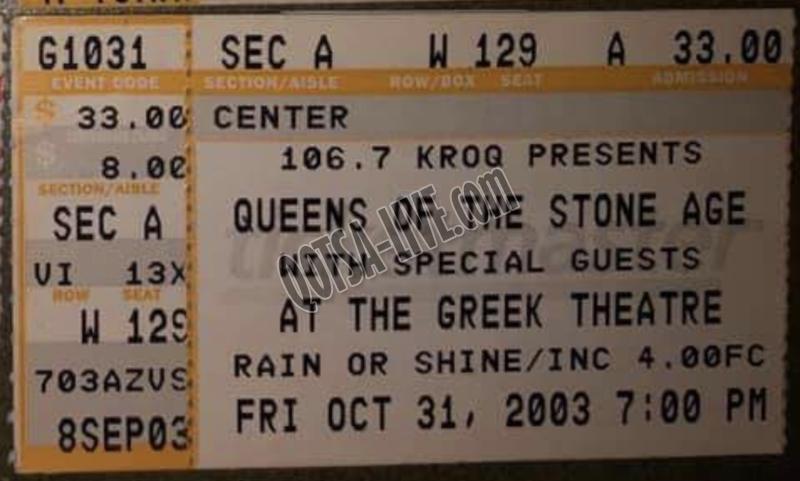 G1031 SEC A W 129 A 33.00
EVENT CODE SECTION/AISLE ROW/BOX SEAT ADMISSION
$ 33.00 CENTER
$ 8.00 106.7 KROQ PRESENTS
SECTION/AISLE
SEC A QUEENS OF THE STONE AGE
VI 13X WITH SPECIAL GUESTS
ROW SEAT
W 129 AT THE GREEK THEATRE
703AZVS RAIN OR SHINE/INC 4.00FC
8SEP03 FRI OCT 31, 2003 7:00 PM
QOTSA-LIVE.com
ticketmaster